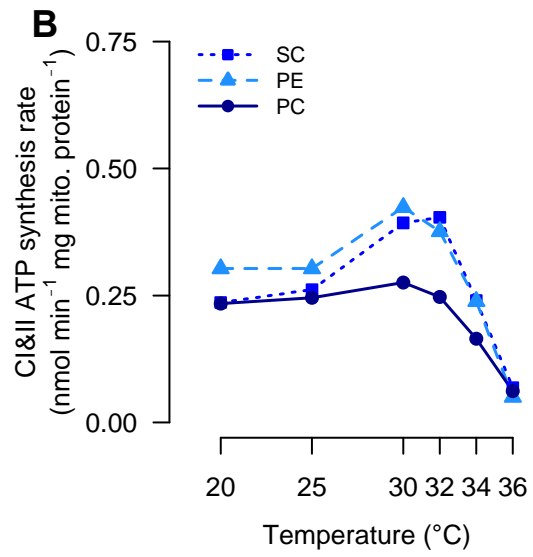 B
SC
PE
PC
CI&II ATP synthesis rate
(nmol min⁻¹ mg mito. protein⁻¹)
0.75
0.50
0.25
0.00
20 25 30 32 34 36
Temperature (°C)